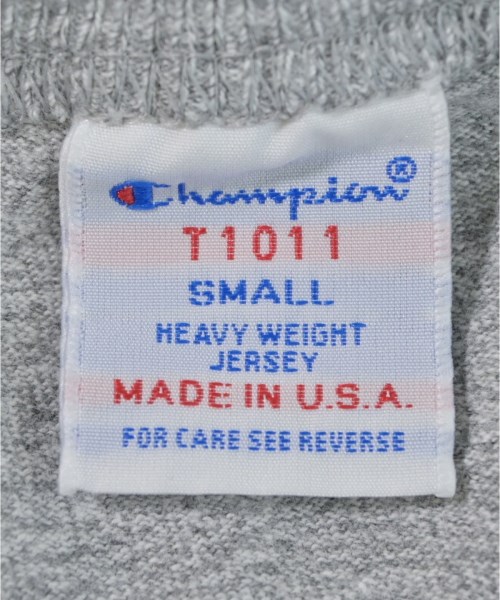 Champion®
T1011
SMALL
HEAVY WEIGHT
JERSEY
MADE IN U.S.A.
FOR CARE SEE REVERSE